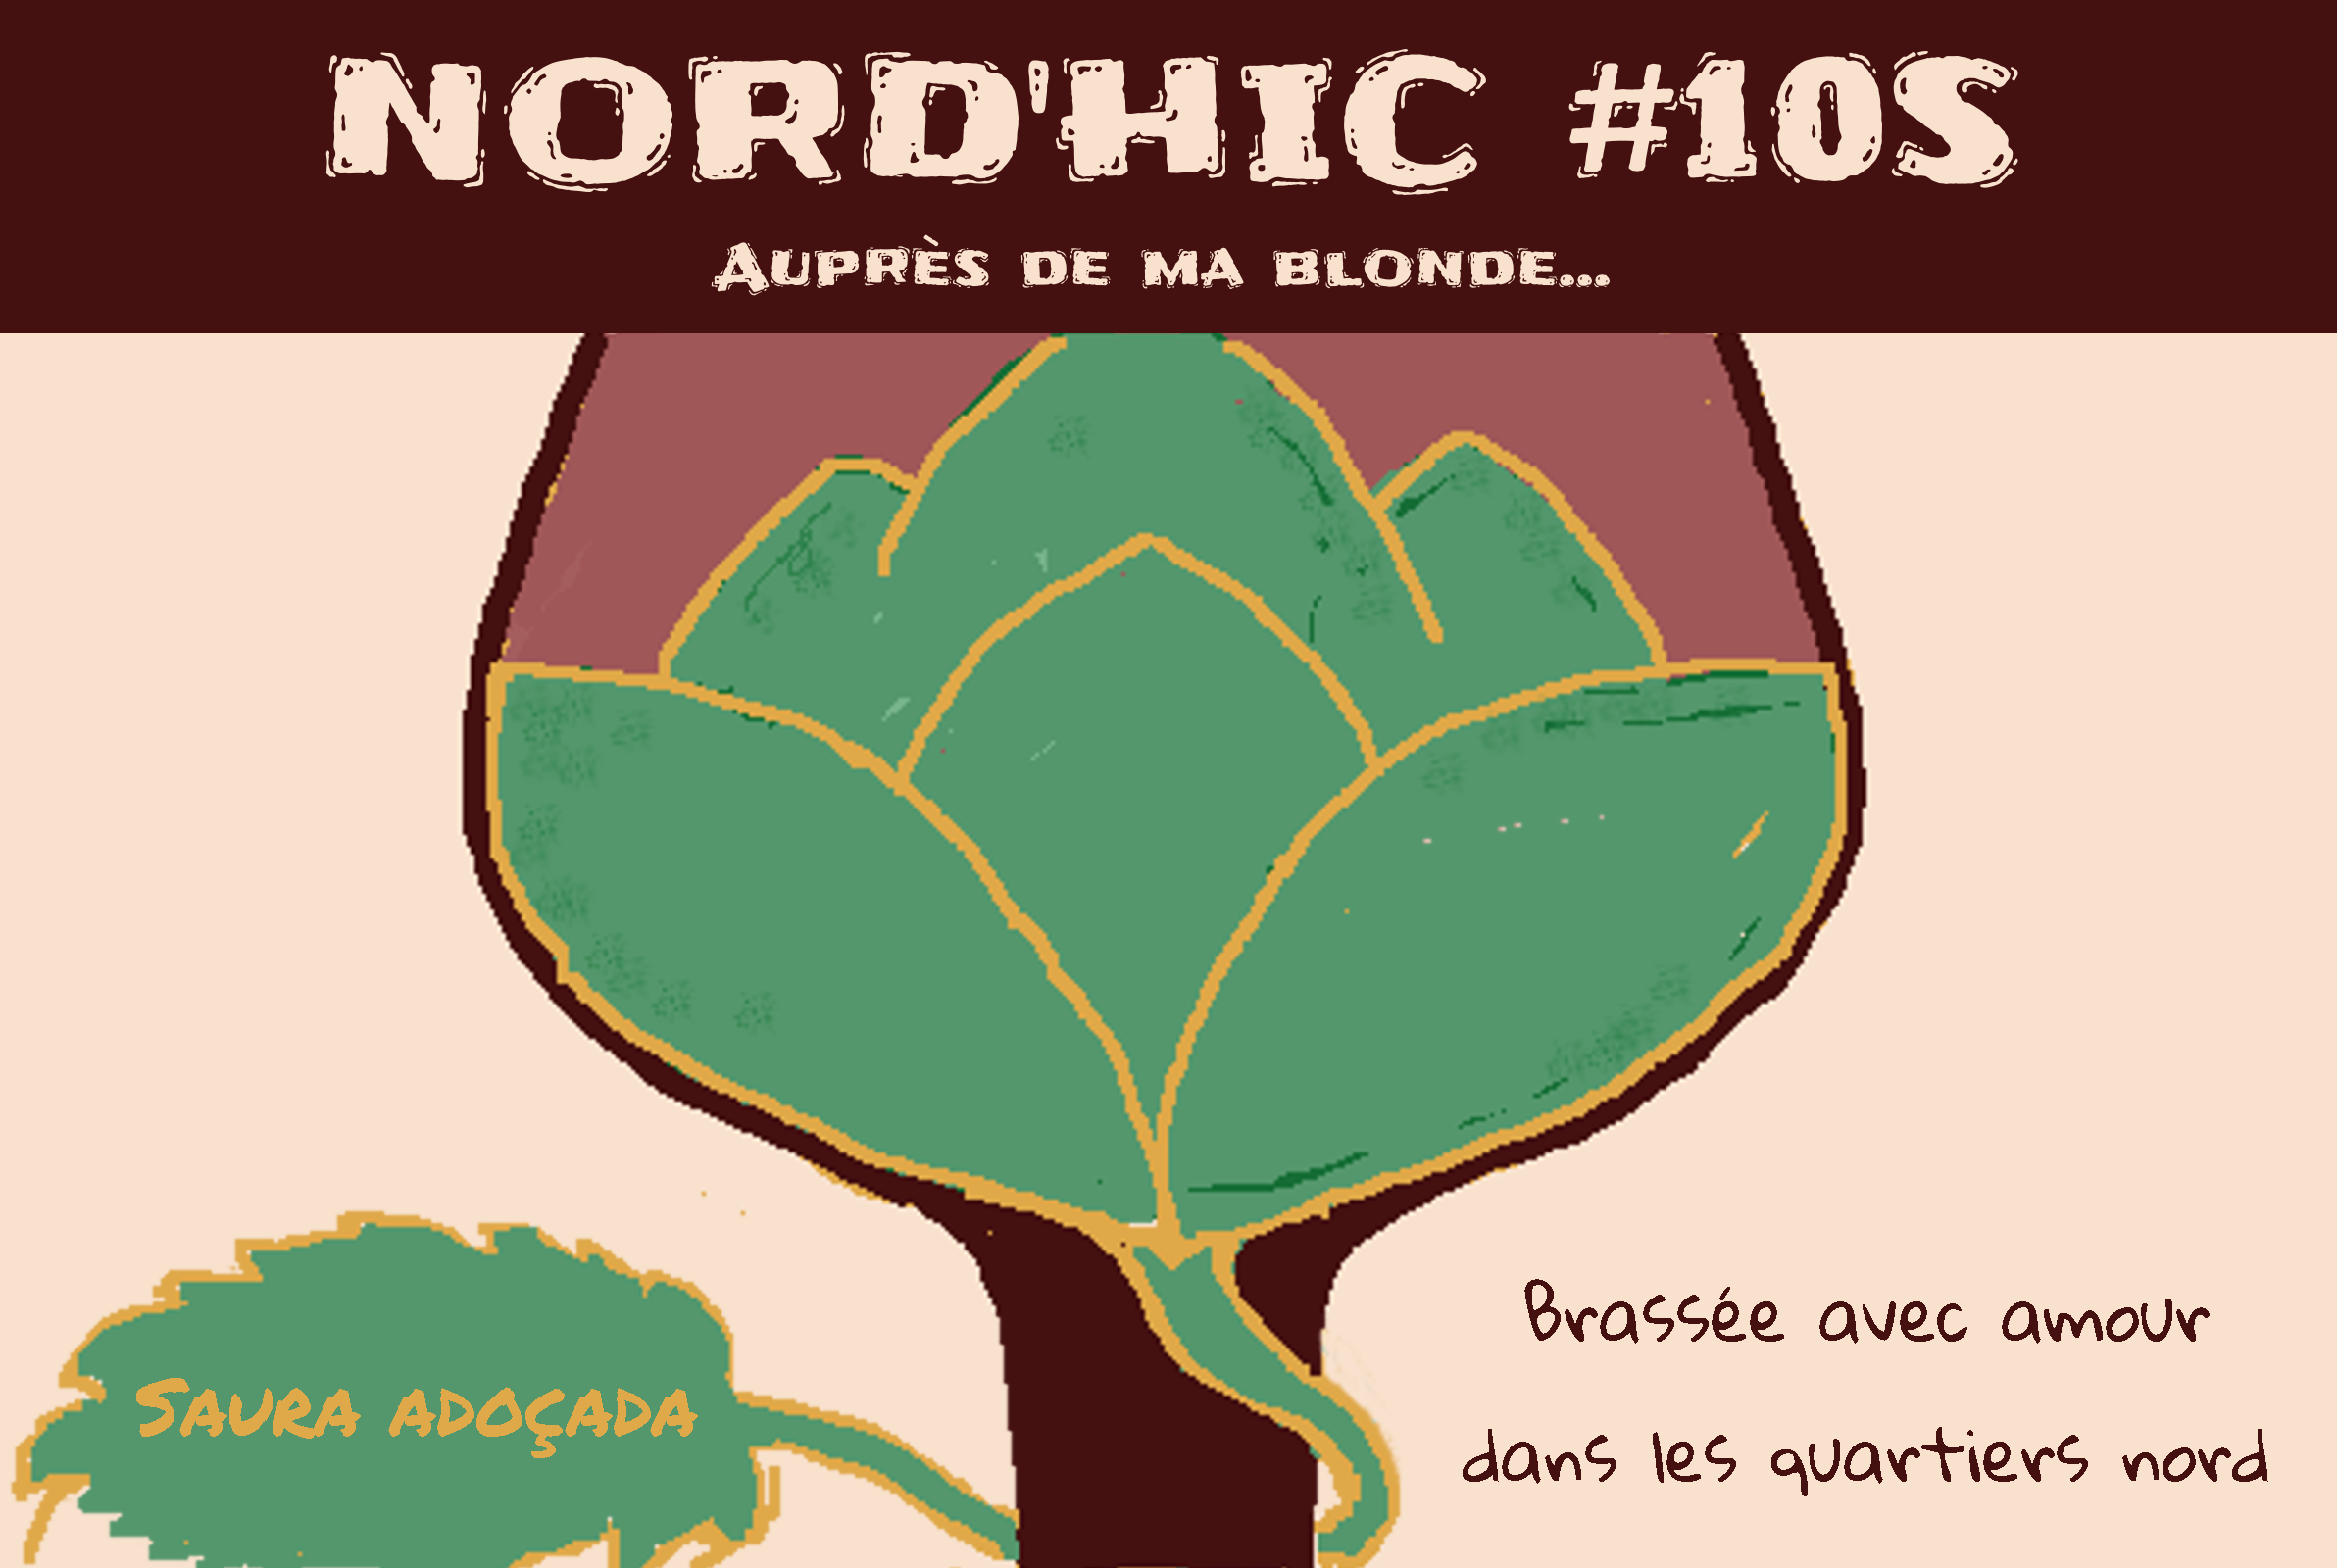 NORD'HIC #10S
Auprès de ma blonde...
Saura adoçada
Brassée avec amour
dans les quartiers nord